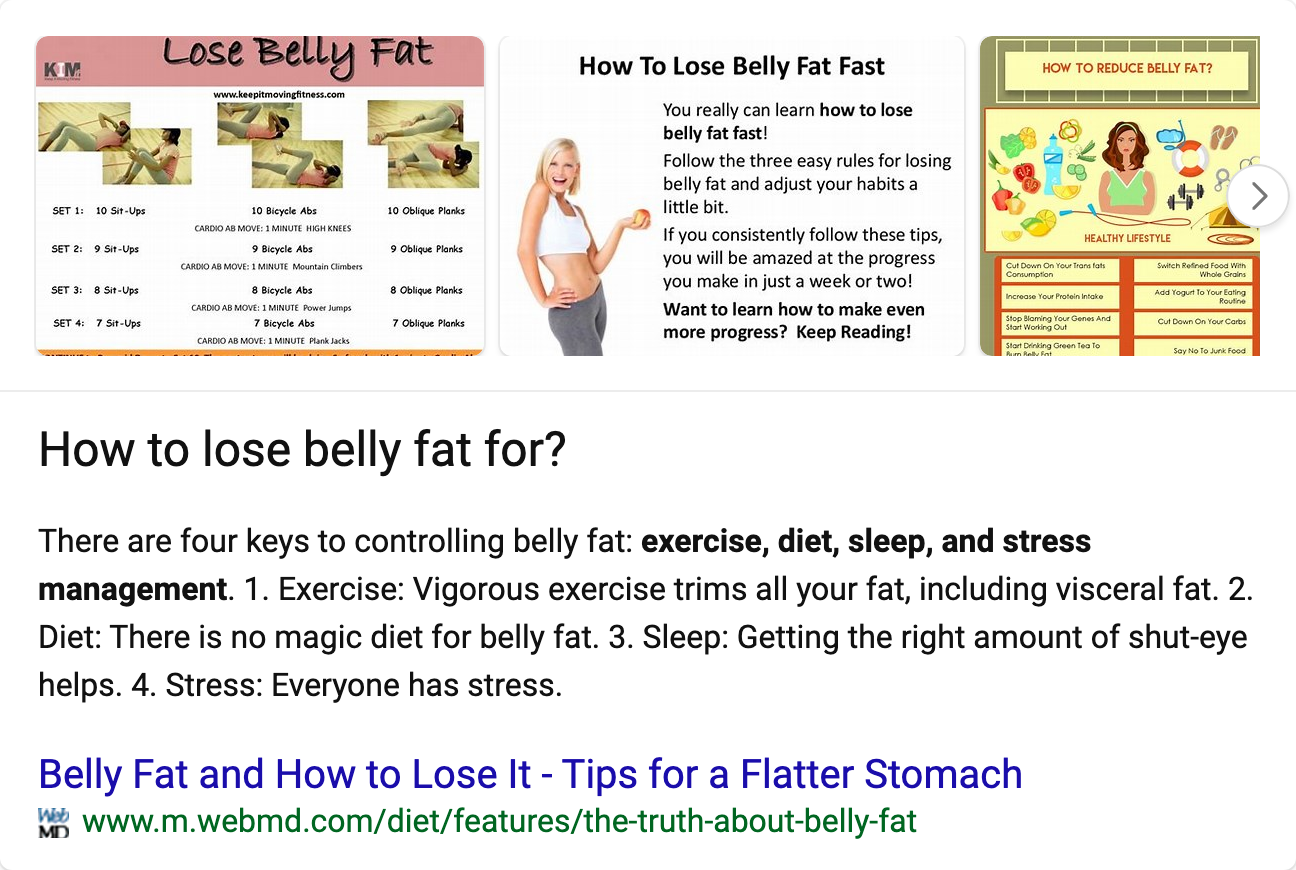 Lose Belly Fat
KIM
www.keepitmovingfitness.com
SET 1: 10 Sit-Ups 10 Bicycle Abs 10 Oblique Planks
CARDIO AB MOVE: 1 MINUTE HIGH KNEES
SET 2: 9 Sit-Ups 9 Bicycle Abs 9 Oblique Planks
CARDIO AB MOVE: 1 MINUTE Mountain Climbers
SET 3: 8 Sit-Ups 8 Bicycle Abs 8 Oblique Planks
CARDIO AB MOVE: 1 MINUTE Power Jumps
SET 4: 7 Sit-Ups 7 Bicycle Abs 7 Oblique Planks
CARDIO AB MOVE: 1 MINUTE Plank Jacks
How To Lose Belly Fat Fast
You really can learn how to lose
belly fat fast!
Follow the three easy rules for losing
belly fat and adjust your habits a
little bit.
If you consistently follow these tips,
you will be amazed at the progress
you make in just a week or two!
Want to learn how to make even
more progress? Keep Reading!
HOW TO REDUCE BELLY FAT?
HEALTHY LIFESTYLE
Cut Down On Your Trans fats
Consumption
Increase Your Protein Intake
Stop Blaming Your Genes And
Start Working Out
Start Drinking Green Tea To
Burn Belly Fat
Switch Refined Food With
Whole Grains
Add Yogurt To Your Eating
Routine
Cut Down On Your Carbs
Say No To Junk Food
How to lose belly fat for?
There are four keys to controlling belly fat: exercise, diet, sleep, and stress
management. 1. Exercise: Vigorous exercise trims all your fat, including visceral fat. 2.
Diet: There is no magic diet for belly fat. 3. Sleep: Getting the right amount of shut-eye
helps. 4. Stress: Everyone has stress.
Belly Fat and How to Lose It - Tips for a Flatter Stomach
Web
MD
www.m.webmd.com/diet/features/the-truth-about-belly-fat